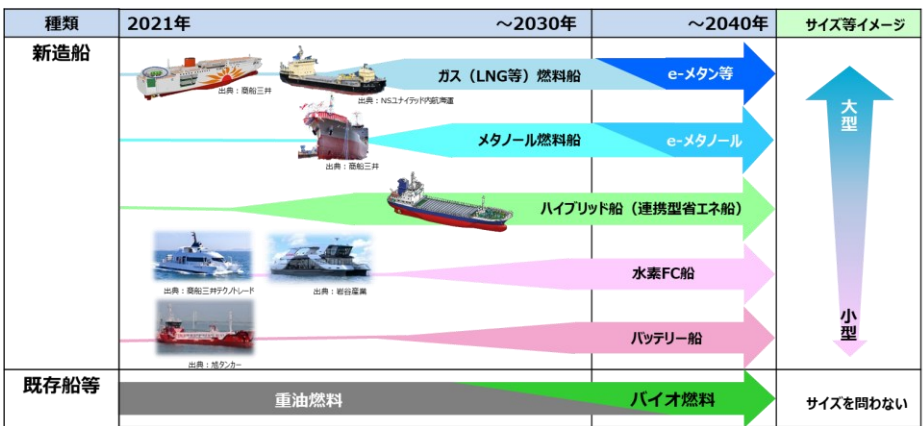 種類
2021年
～2030年
～2040年
サイズ等イメージ
新造船
ガス（LNG等）燃料船
e-メタン等
出典：商船三井
出典：NSユナイテッド内航海運
大型
メタノール燃料船
e-メタノール
出典：商船三井
ハイブリッド船（連携型省エネ船）
水素FC船
出典：商船三井テクノトレード
出典：岩谷産業
小型
バッテリー船
出典：旭タンカー
既存船等
重油燃料
バイオ燃料
サイズを問わない